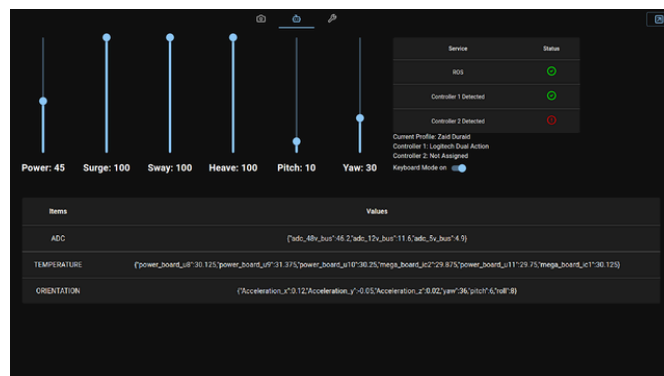 Service Status
ROS
Controller 1 Detected
Controller 2 Detected
Power: 45 Surge: 100 Sway: 100 Heave: 100 Pitch: 10 Yaw: 30
Current Profile: Zaid Duraid
Controller 1: Logitech Dual Action
Controller 2: Not Assigned
Keyboard Mode on
Items Values
ADC {"adc_48v_bus":46.2,"adc_12v_bus":11.6,"adc_5v_bus":4.9}
TEMPERATURE {"power_board_u8":30.125,"power_board_u9":31.375,"power_board_u10":30.25,"mega_board_ic2":29.875,"power_board_u11":29.75,"mega_board_ic1":30.125}
ORIENTATION {"Acceleration_x":0.12,"Acceleration_y":-0.05,"Acceleration_z":0.02,"yaw":36,"pitch":6,"roll":8}